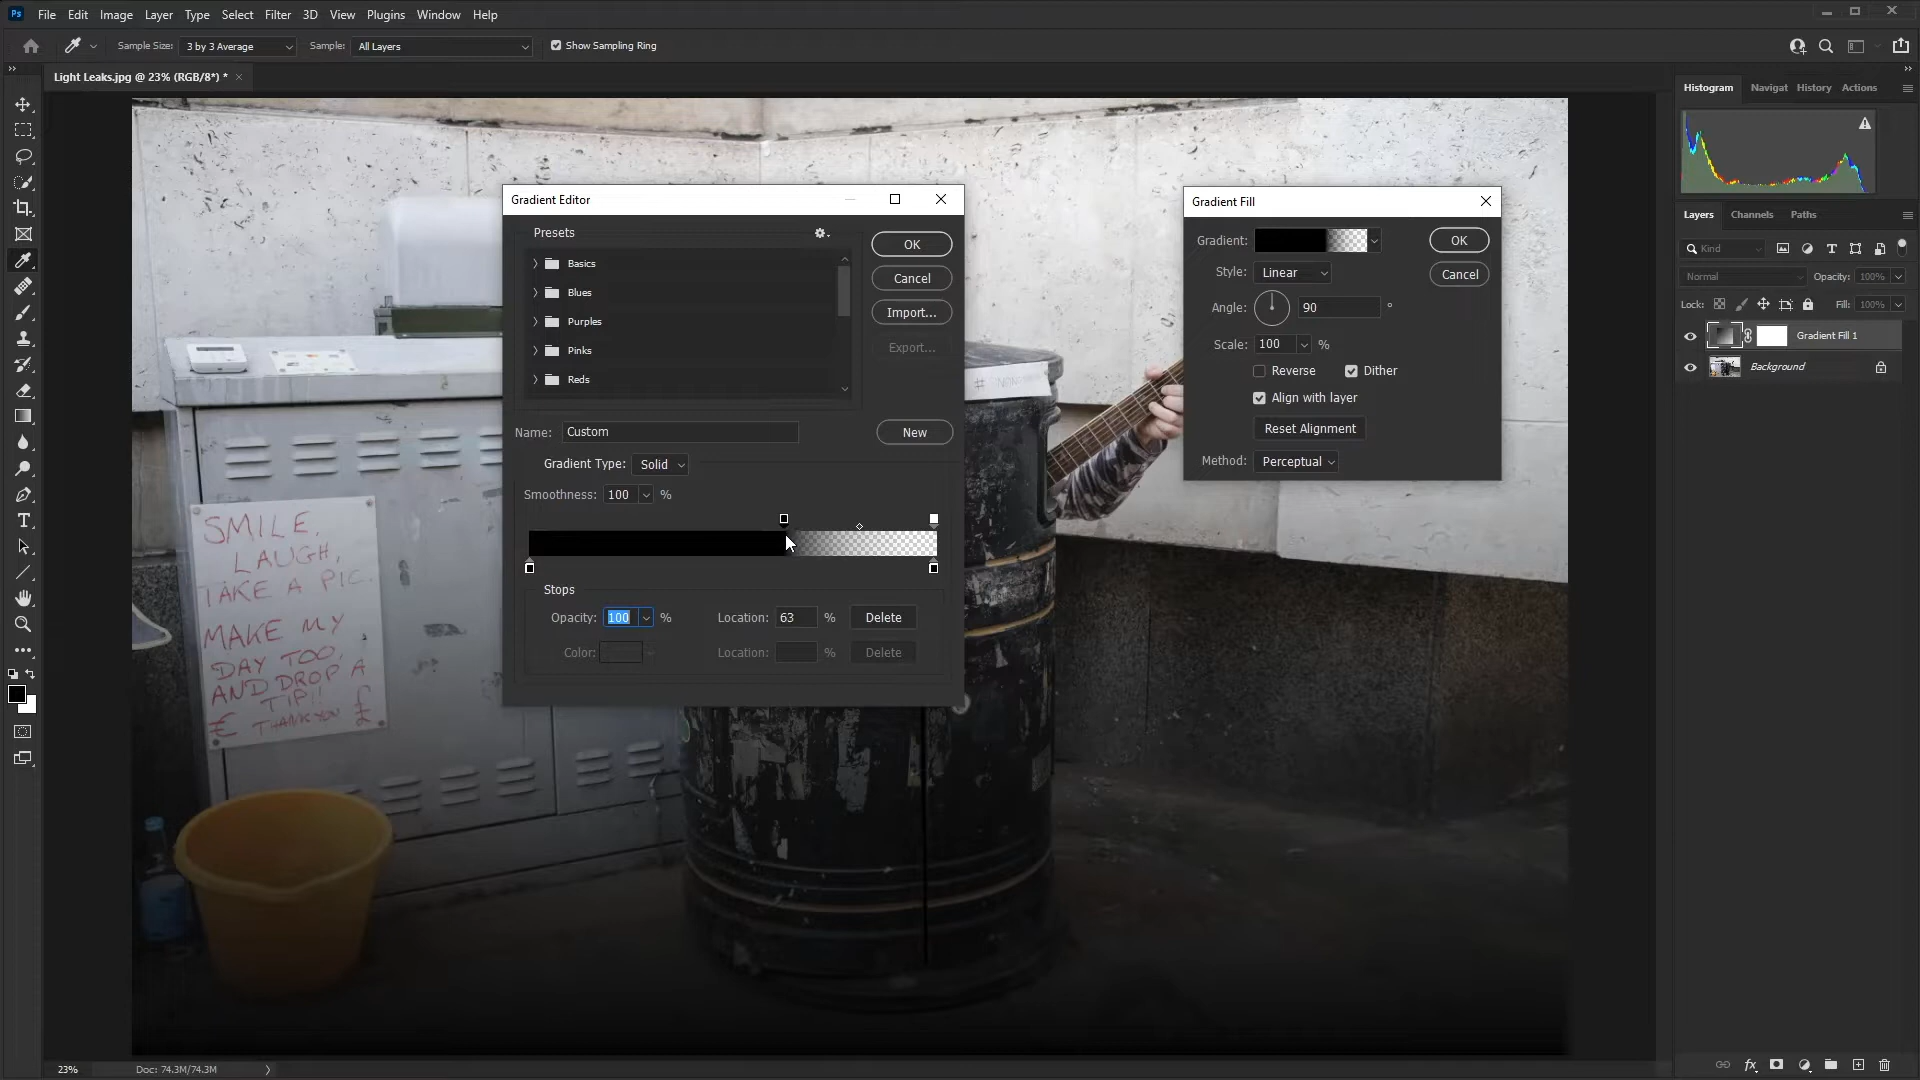 Ps File Edit Image Layer Type Select Filter 3D View Plugins Window Help
Sample Size: 3 by 3 Average Sample: All Layers Show Sampling Ring
Light Leaks.jpg @ 23% (RGB/8*) *
Histogram Navigat History Actions
Layers Channels Paths
Kind
Normal Opacity: 100%
Lock: Fill: 100%
Gradient Fill 1
Background
Gradient Editor
Presets
Basics
Blues
Purples
Pinks
Reds
OK
Cancel
Import...
Export...
Name: Custom
New
Gradient Type: Solid
Smoothness: 100 %
Stops
Opacity: 100 % Location: 63 % Delete
Color: Location: % Delete
Gradient Fill
Gradient:
OK
Style: Linear
Cancel
Angle: 90 °
Scale: 100 %
Reverse Dither
Align with layer
Reset Alignment
Method: Perceptual
SMILE,
LAUGH,
TAKE A PIC.
MAKE MY
DAY TOO,
AND DROP A
TIP!! £
€ THANKYOU £
23% Doc: 74.3M/74.3M